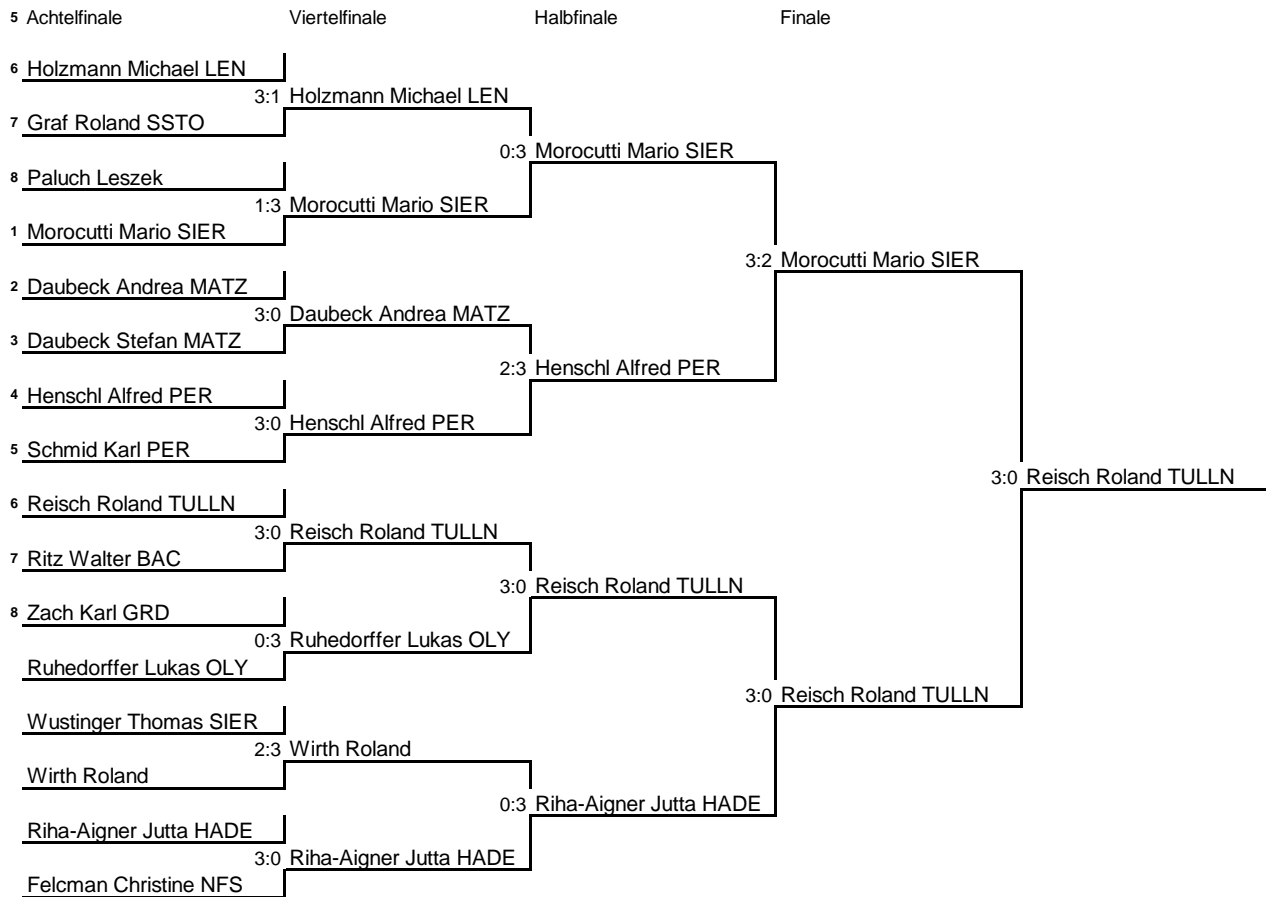 5 Achtelfinale Viertelfinale Halbfinale Finale
6 Holzmann Michael LEN
3:1 Holzmann Michael LEN
7 Graf Roland SSTO
0:3 Morocutti Mario SIER
8 Paluch Leszek
1:3 Morocutti Mario SIER
1 Morocutti Mario SIER
3:2 Morocutti Mario SIER
2 Daubeck Andrea MATZ
3:0 Daubeck Andrea MATZ
3 Daubeck Stefan MATZ
2:3 Henschl Alfred PER
4 Henschl Alfred PER
3:0 Henschl Alfred PER
5 Schmid Karl PER
3:0 Reisch Roland TULLN
6 Reisch Roland TULLN
3:0 Reisch Roland TULLN
7 Ritz Walter BAC
3:0 Reisch Roland TULLN
8 Zach Karl GRD
0:3 Ruhedorffer Lukas OLY
Ruhedorffer Lukas OLY
3:0 Reisch Roland TULLN
Wustinger Thomas SIER
2:3 Wirth Roland
Wirth Roland
0:3 Riha-Aigner Jutta HADE
Riha-Aigner Jutta HADE
3:0 Riha-Aigner Jutta HADE
Felcman Christine NFS